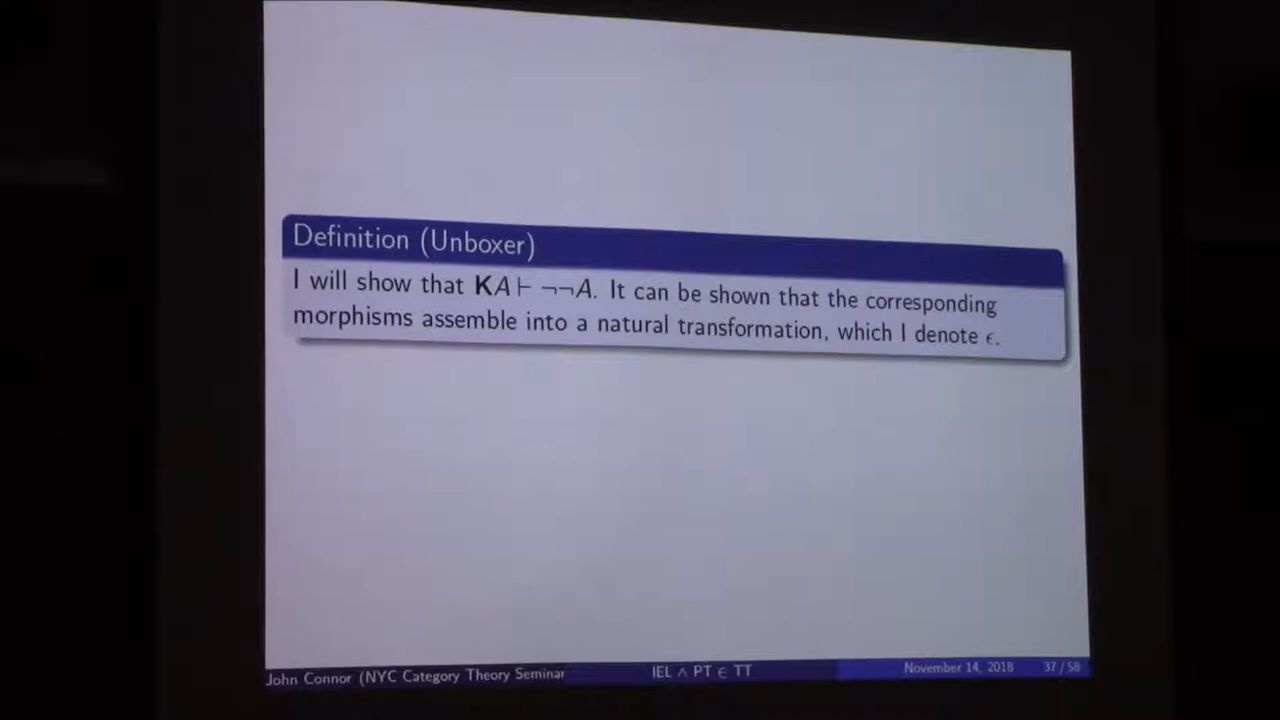 Definition (Unboxer)
I will show that KA ⊢ ¬¬A. It can be shown that the corresponding
morphisms assemble into a natural transformation, which I denote ϵ.
John Connor (NYC Category Theory Seminar
IEL ∧ PT ∈ TT
November 14, 2018
37 / 58